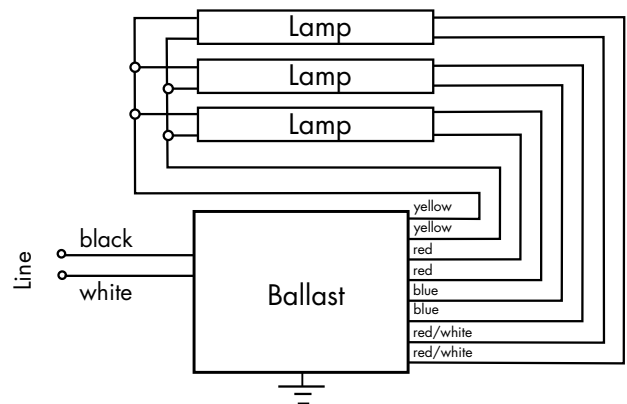 Lamp
Lamp
Lamp
yellow
yellow
red
red
blue
blue
red/white
red/white
Line
black
white
Ballast